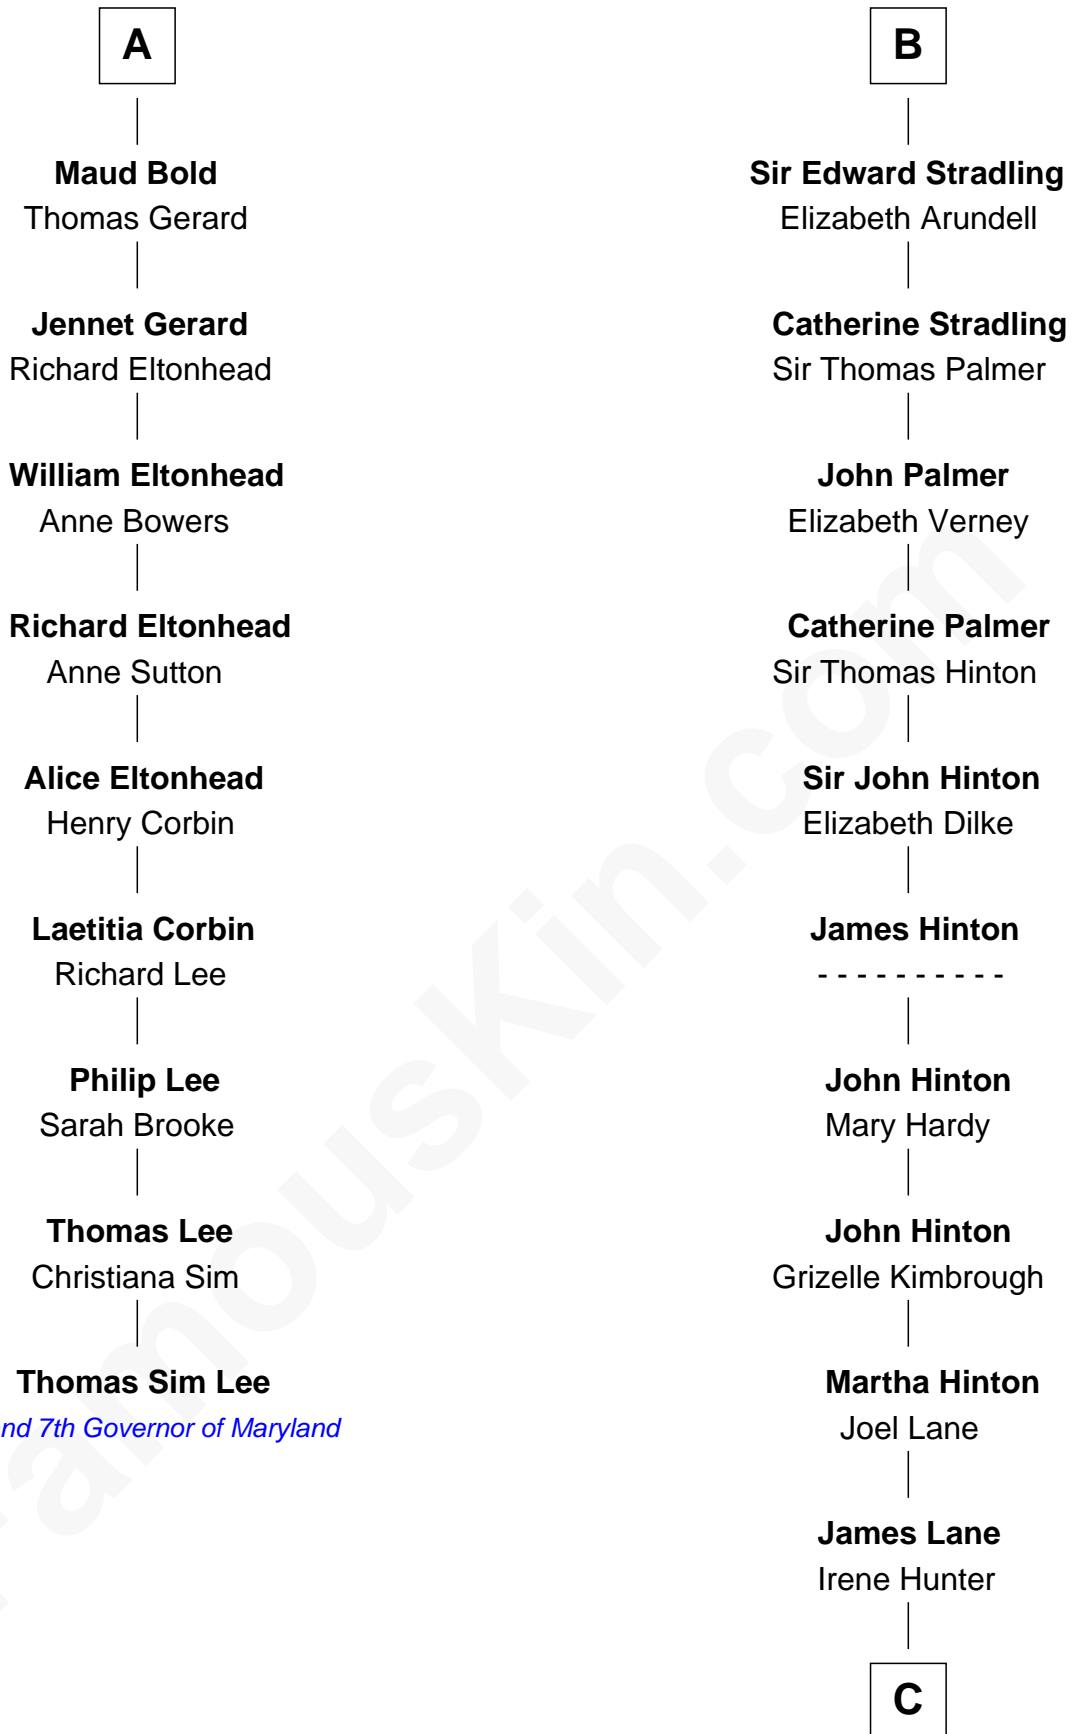 A
Maud Bold
Thomas Gerard
Jennet Gerard
Richard Eltonhead
William Eltonhead
Anne Bowers
Richard Eltonhead
Anne Sutton
Alice Eltonhead
Henry Corbin
Laetitia Corbin
Richard Lee
Philip Lee
Sarah Brooke
Thomas Lee
Christiana Sim
Thomas Sim Lee
nd 7th Governor of Maryland
B
Sir Edward Stradling
Elizabeth Arundell
Catherine Stradling
Sir Thomas Palmer
John Palmer
Elizabeth Verney
Catherine Palmer
Sir Thomas Hinton
Sir John Hinton
Elizabeth Dilke
James Hinton
- - - - - - - - - -
John Hinton
Mary Hardy
John Hinton
Grizelle Kimbrough
Martha Hinton
Joel Lane
James Lane
Irene Hunter
C
FamousKin.com